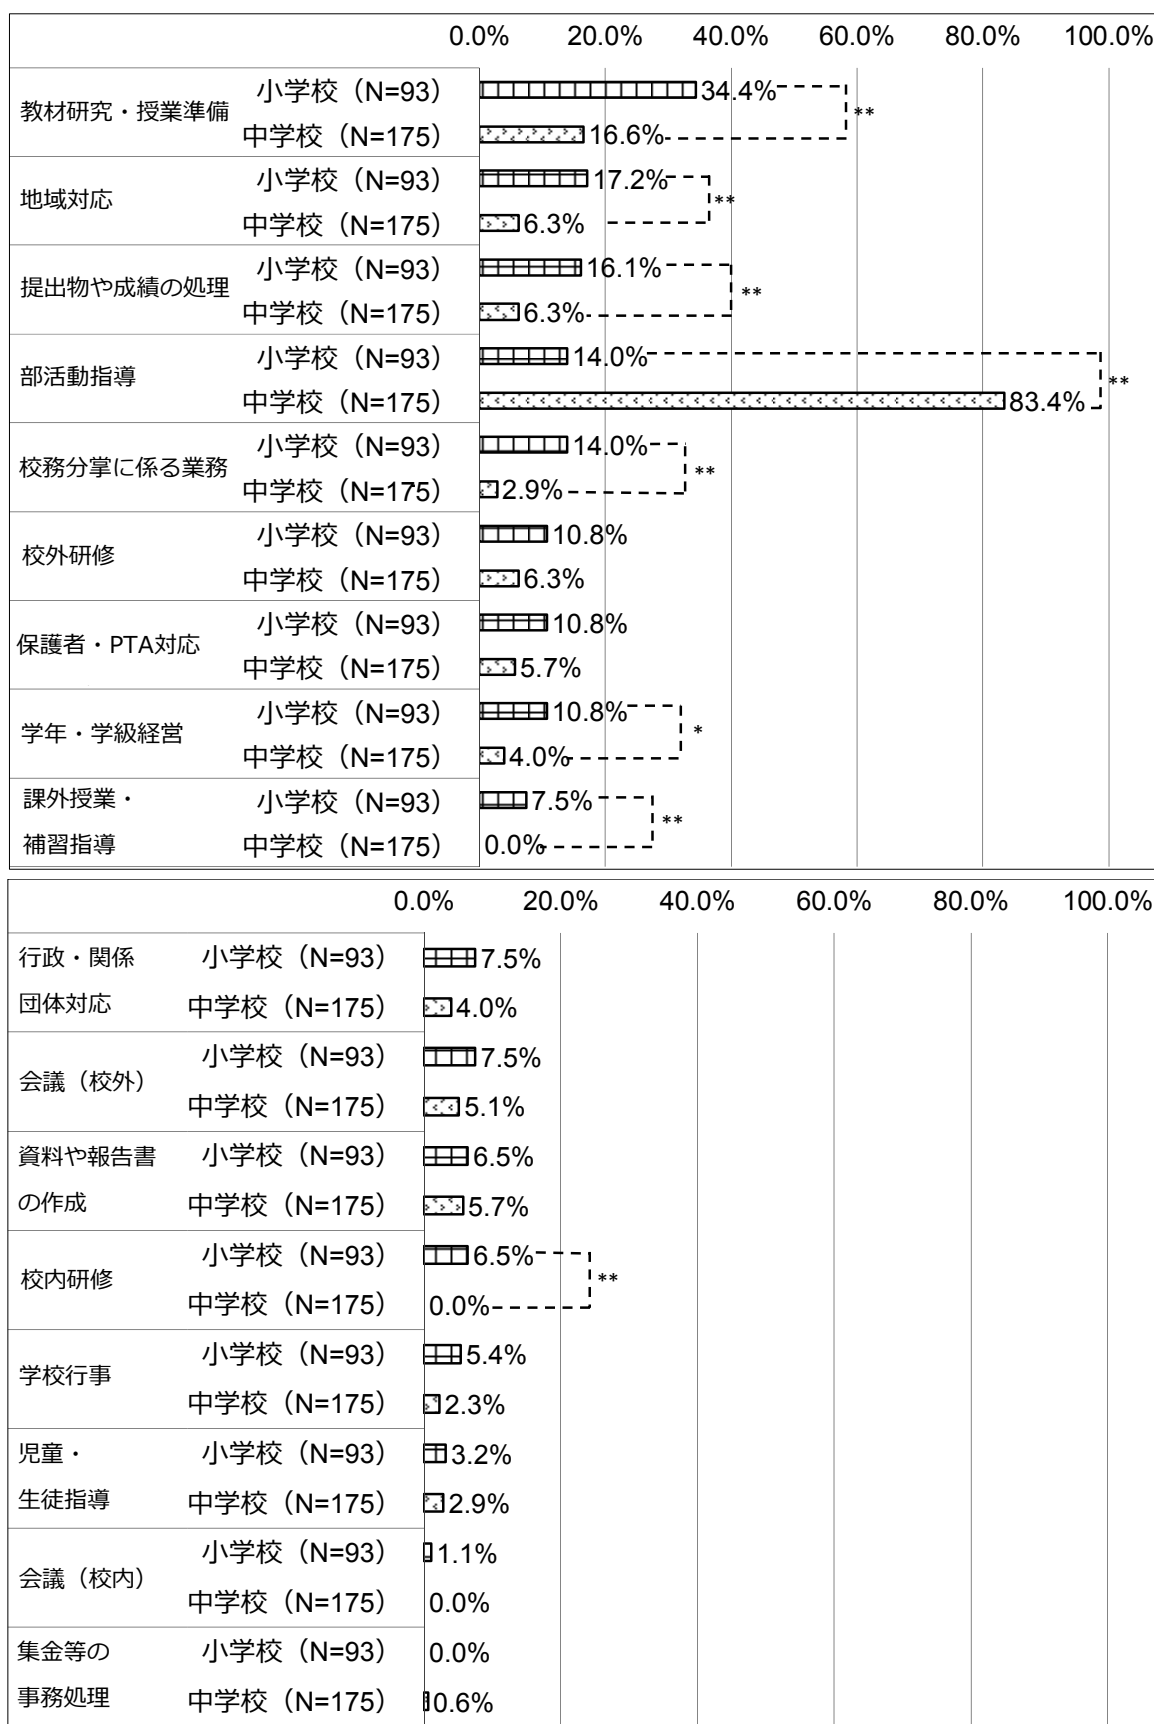 0.0% 20.0% 40.0% 60.0% 80.0% 100.0%
教材研究・授業準備
小学校（N=93） 34.4%
**
中学校（N=175） 16.6%
地域対応
小学校（N=93） 17.2%
**
中学校（N=175） 6.3%
提出物や成績の処理
小学校（N=93） 16.1%
**
中学校（N=175） 6.3%
部活動指導
小学校（N=93） 14.0%
**
中学校（N=175） 83.4%
校務分掌に係る業務
小学校（N=93） 14.0%
**
中学校（N=175） 2.9%
校外研修
小学校（N=93） 10.8%
中学校（N=175） 6.3%
保護者・PTA対応
小学校（N=93） 10.8%
中学校（N=175） 5.7%
学年・学級経営
小学校（N=93） 10.8%
*
中学校（N=175） 4.0%
課外授業・
補習指導
小学校（N=93） 7.5%
**
中学校（N=175） 0.0%
0.0% 20.0% 40.0% 60.0% 80.0% 100.0%
行政・関係
団体対応
小学校（N=93） 7.5%
中学校（N=175） 4.0%
会議（校外）
小学校（N=93） 7.5%
中学校（N=175） 5.1%
資料や報告書
の作成
小学校（N=93） 6.5%
中学校（N=175） 5.7%
校内研修
小学校（N=93） 6.5%
**
中学校（N=175） 0.0%
学校行事
小学校（N=93） 5.4%
中学校（N=175） 2.3%
児童・
生徒指導
小学校（N=93） 3.2%
中学校（N=175） 2.9%
会議（校内）
小学校（N=93） 1.1%
中学校（N=175） 0.0%
集金等の
事務処理
小学校（N=93） 0.0%
中学校（N=175） 0.6%